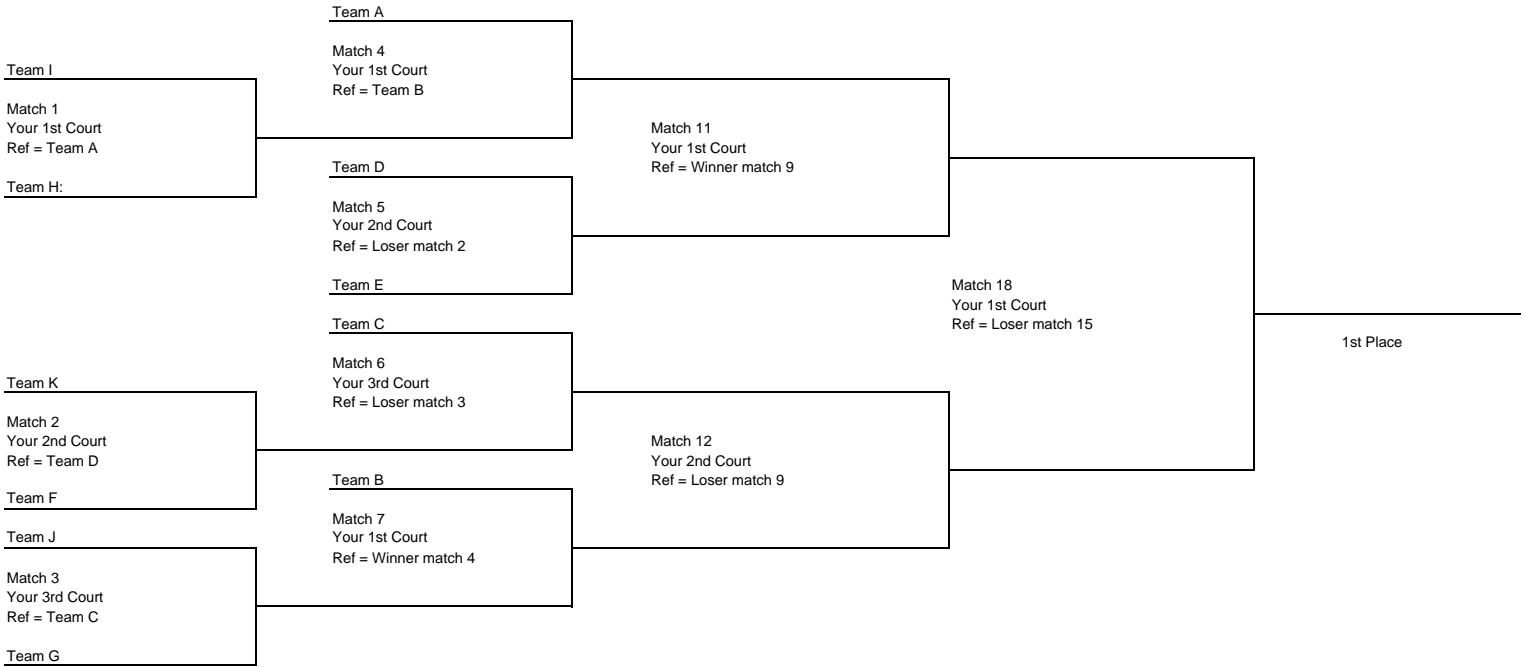 Team A
Match 4
Your 1st Court
Ref = Team B
Team I
Match 1
Your 1st Court
Ref = Team A
Team H:
Match 11
Your 1st Court
Ref = Winner match 9
Team D
Match 5
Your 2nd Court
Ref = Loser match 2
Team E
Match 18
Your 1st Court
Ref = Loser match 15
1st Place
Team C
Match 6
Your 3rd Court
Ref = Loser match 3
Team K
Match 2
Your 2nd Court
Ref = Team D
Team F
Match 12
Your 2nd Court
Ref = Loser match 9
Team B
Match 7
Your 1st Court
Ref = Winner match 4
Team J
Match 3
Your 3rd Court
Ref = Team C
Team G